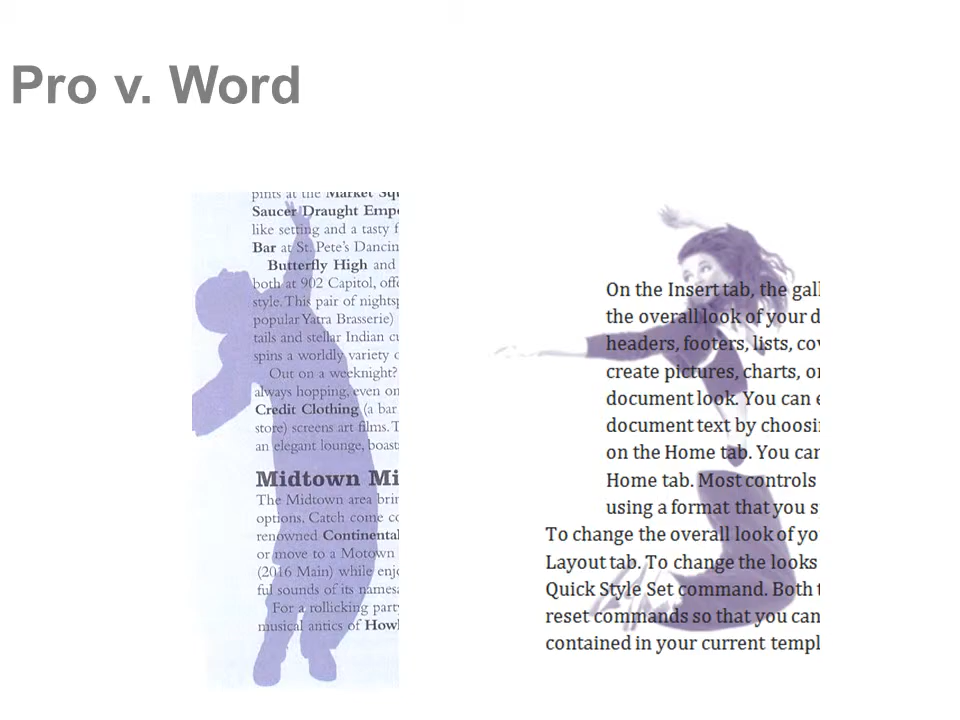 Pro v. Word
pints at the Market Squ
Saucer Draught Empo
like setting and a tasty f
Bar at St. Pete's Dancin
Butterfly High and
both at 902 Capitol, offe
style. This pair of nightsp
popular Yatra Brasserie)
tails and stellar Indian cu
spins a worldly variety o
Out on a weeknight?
always hopping, even on
Credit Clothing (a bar
store) screens art films. T
an elegant lounge, boasts
Midtown Mi
The Midtown area brin
options. Catch come co
renowned Continental
or move to a Motown
(2016 Main) while enjo
ful sounds of its namesa
For a rollicking party
musical antics of Howl
On the Insert tab, the gall
the overall look of your d
headers, footers, lists, cov
create pictures, charts, or
document look. You can e
document text by choosi
on the Home tab. You car
Home tab. Most controls
using a format that you s
To change the overall look of yo
Layout tab. To change the looks
Quick Style Set command. Both t
reset commands so that you can
contained in your current templ